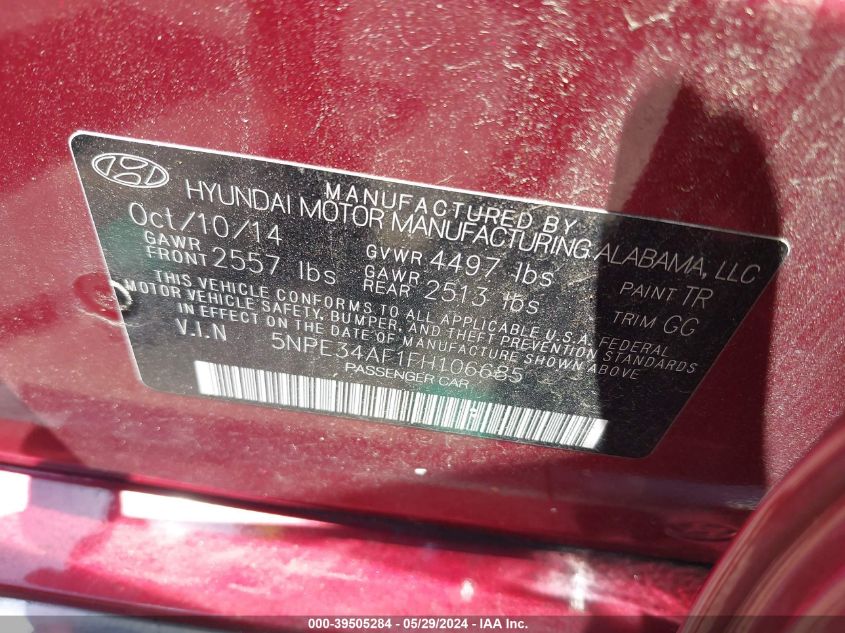 MANUFACTURED BY
HYUNDAI MOTOR MANUFACTURING ALABAMA, LLC
Oct/10/14 GVWR 4497 lbs PAINT TR
GAWR FRONT 2557 lbs GAWR REAR 2513 lbs TRIM GG
THIS VEHICLE CONFORMS TO ALL APPLICABLE U.S.A. FEDERAL
MOTOR VEHICLE SAFETY, BUMPER, AND THEFT PREVENTION STANDARDS
IN EFFECT ON THE DATE OF MANUFACTURE SHOWN ABOVE
V.I.N 5NPE34AF1FH106685
PASSENGER CAR
000-39505284 - 05/29/2024 - IAA Inc.